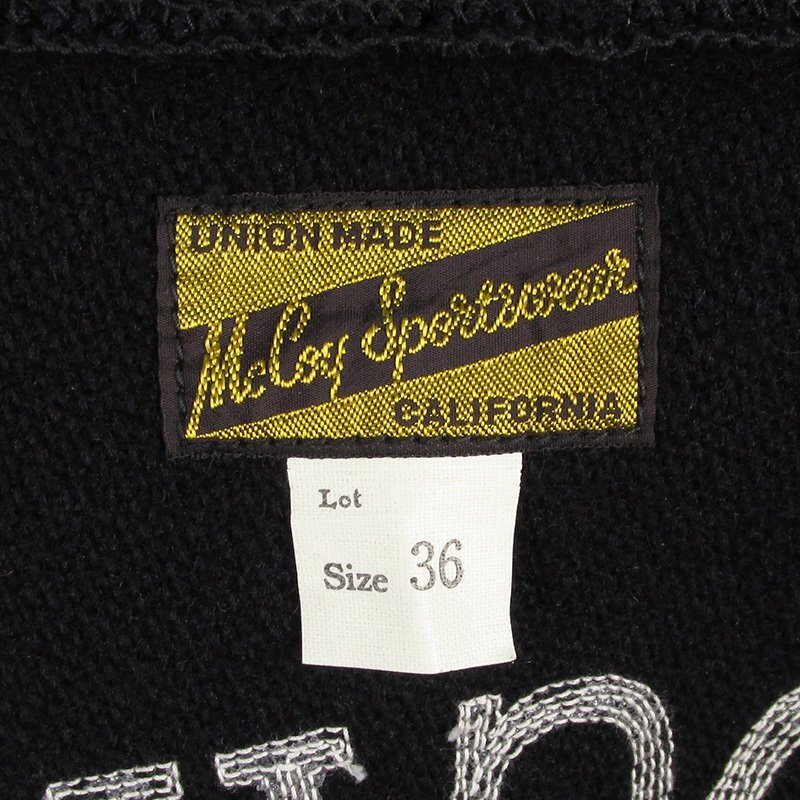 UNION MADE
McCoy Sportswear
CALIFORNIA
Lot
Size 36